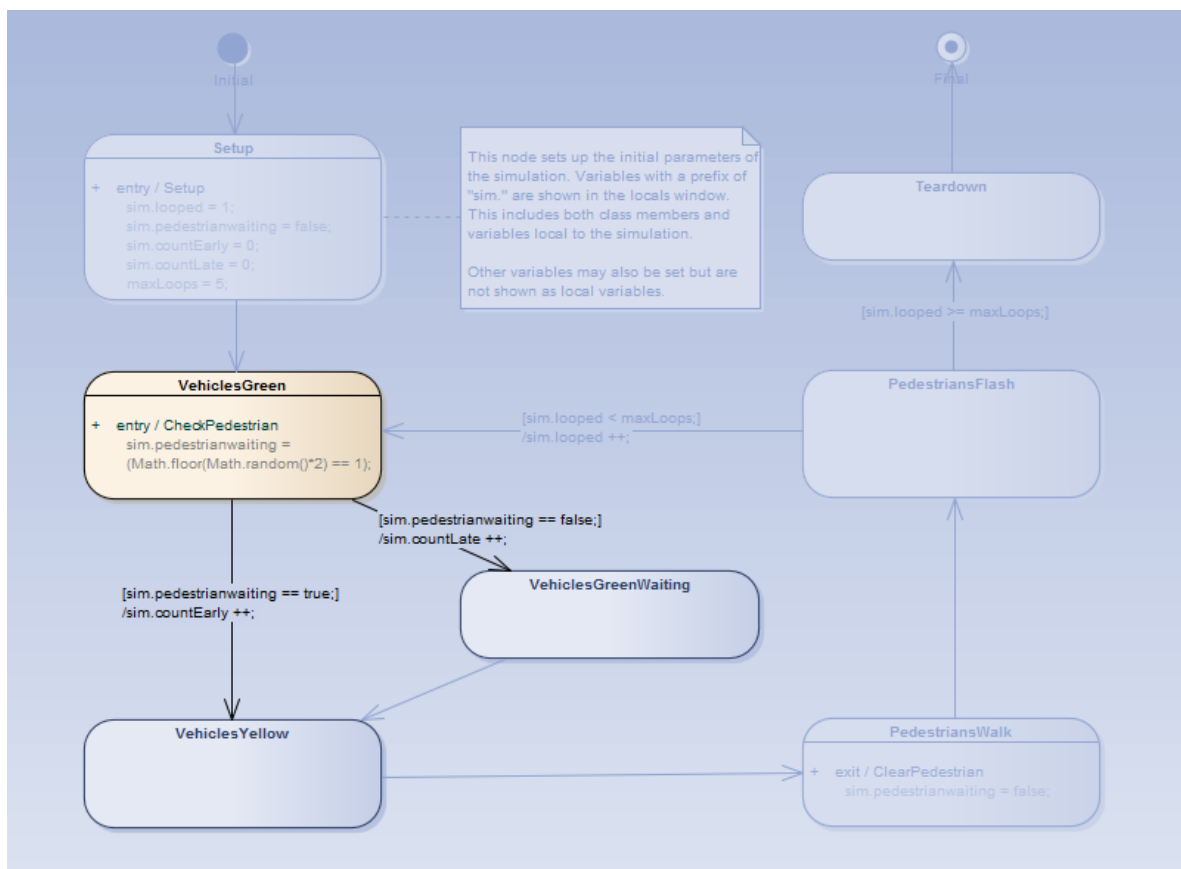 Initial
Final
Setup
+ entry / Setup
sim.looped = 1;
sim.pedestrianwaiting = false;
sim.countEarly = 0;
sim.countLate = 0;
maxLoops = 5;
This node sets up the initial parameters of
the simulation. Variables with a prefix of
"sim." are shown in the locals window.
This includes both class members and
variables local to the simulation.
Other variables may also be set but are
not shown as local variables.
Teardown
[sim.looped >= maxLoops;]
VehiclesGreen
+ entry / CheckPedestrian
sim.pedestrianwaiting =
(Math.floor(Math.random()*2) == 1);
[sim.looped < maxLoops;]
/sim.looped ++;
PedestriansFlash
[sim.pedestrianwaiting == false;]
/sim.countLate ++;
[sim.pedestrianwaiting == true;]
/sim.countEarly ++;
VehiclesGreenWaiting
VehiclesYellow
PedestriansWalk
+ exit / ClearPedestrian
sim.pedestrianwaiting = false;